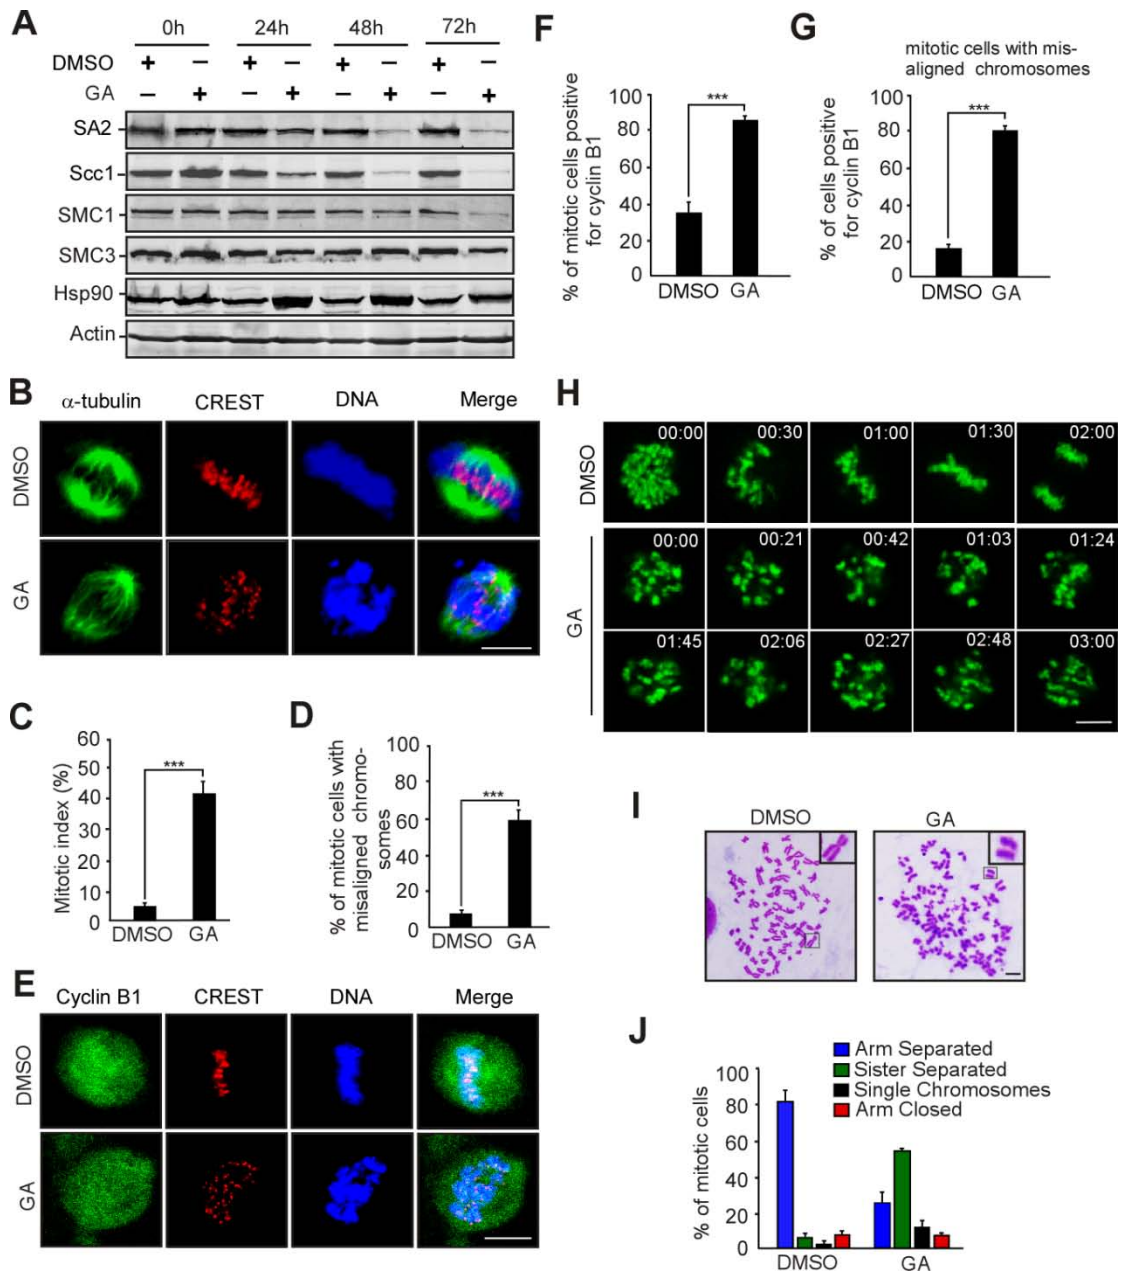 A
0h 24h 48h 72h
DMSO + – + – + – + –
GA – + – + – + – +
SA2
Scc1
SMC1
SMC3
Hsp90
Actin
B
α-tubulin CREST DNA Merge
DMSO
GA
C
Mitotic index (%)
60
50
40
30
20
10
0
DMSO GA
***
D
% of mitotic cells with
misaligned chromo-
somes
100
80
60
40
20
0
DMSO GA
***
E
Cyclin B1 CREST DNA Merge
DMSO
GA
F
% of mitotic cells positive
for cyclin B1
100
80
60
40
20
0
DMSO GA
***
G
mitotic cells with mis-
aligned chromosomes
% of cells positive
for cyclin B1
100
80
60
40
20
0
DMSO GA
***
H
DMSO
00:00 00:30 01:00 01:30 02:00
GA
00:00 00:21 00:42 01:03 01:24
01:45 02:06 02:27 02:48 03:00
I
DMSO GA
J
Arm Separated
Sister Separated
Single Chromosomes
Arm Closed
% of mitotic cells
100
80
60
40
20
0
DMSO GA